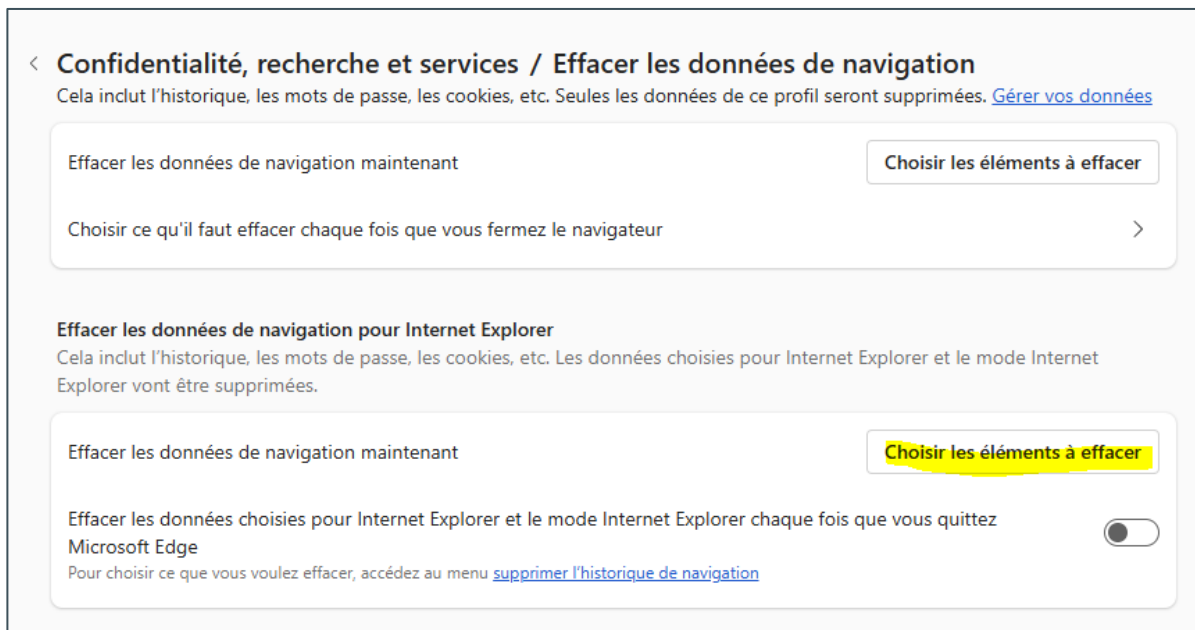 Confidentialité, recherche et services / Effacer les données de navigation
Cela inclut l’historique, les mots de passe, les cookies, etc. Seules les données de ce profil seront supprimées. Gérer vos données
Effacer les données de navigation maintenant
Choisir les éléments à effacer
Choisir ce qu'il faut effacer chaque fois que vous fermez le navigateur
Effacer les données de navigation pour Internet Explorer
Cela inclut l’historique, les mots de passe, les cookies, etc. Les données choisies pour Internet Explorer et le mode Internet
Explorer vont être supprimées.
Effacer les données de navigation maintenant
Choisir les éléments à effacer
Effacer les données choisies pour Internet Explorer et le mode Internet Explorer chaque fois que vous quittez
Microsoft Edge
Pour choisir ce que vous voulez effacer, accédez au menu supprimer l’historique de navigation